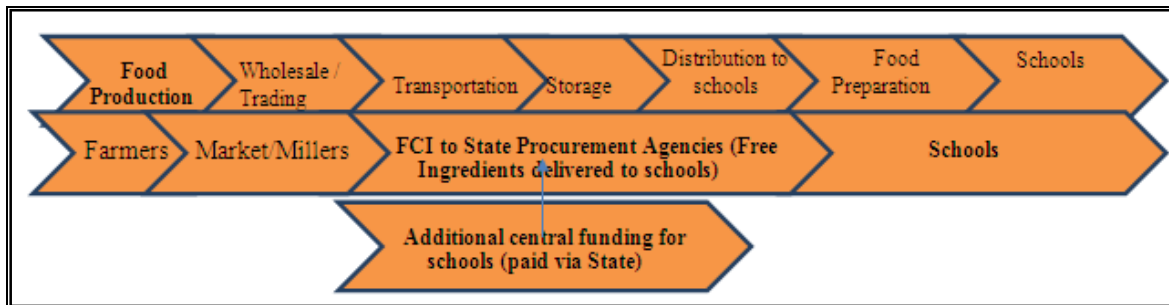 Food
Production
Wholesale /
Trading
Transportation
Storage
Distribution to
schools
Food
Preparation
Schools
Farmers
Market/Millers
FCI to State Procurement Agencies (Free
Ingredients delivered to schools)
Schools
Additional central funding for
schools (paid via State)